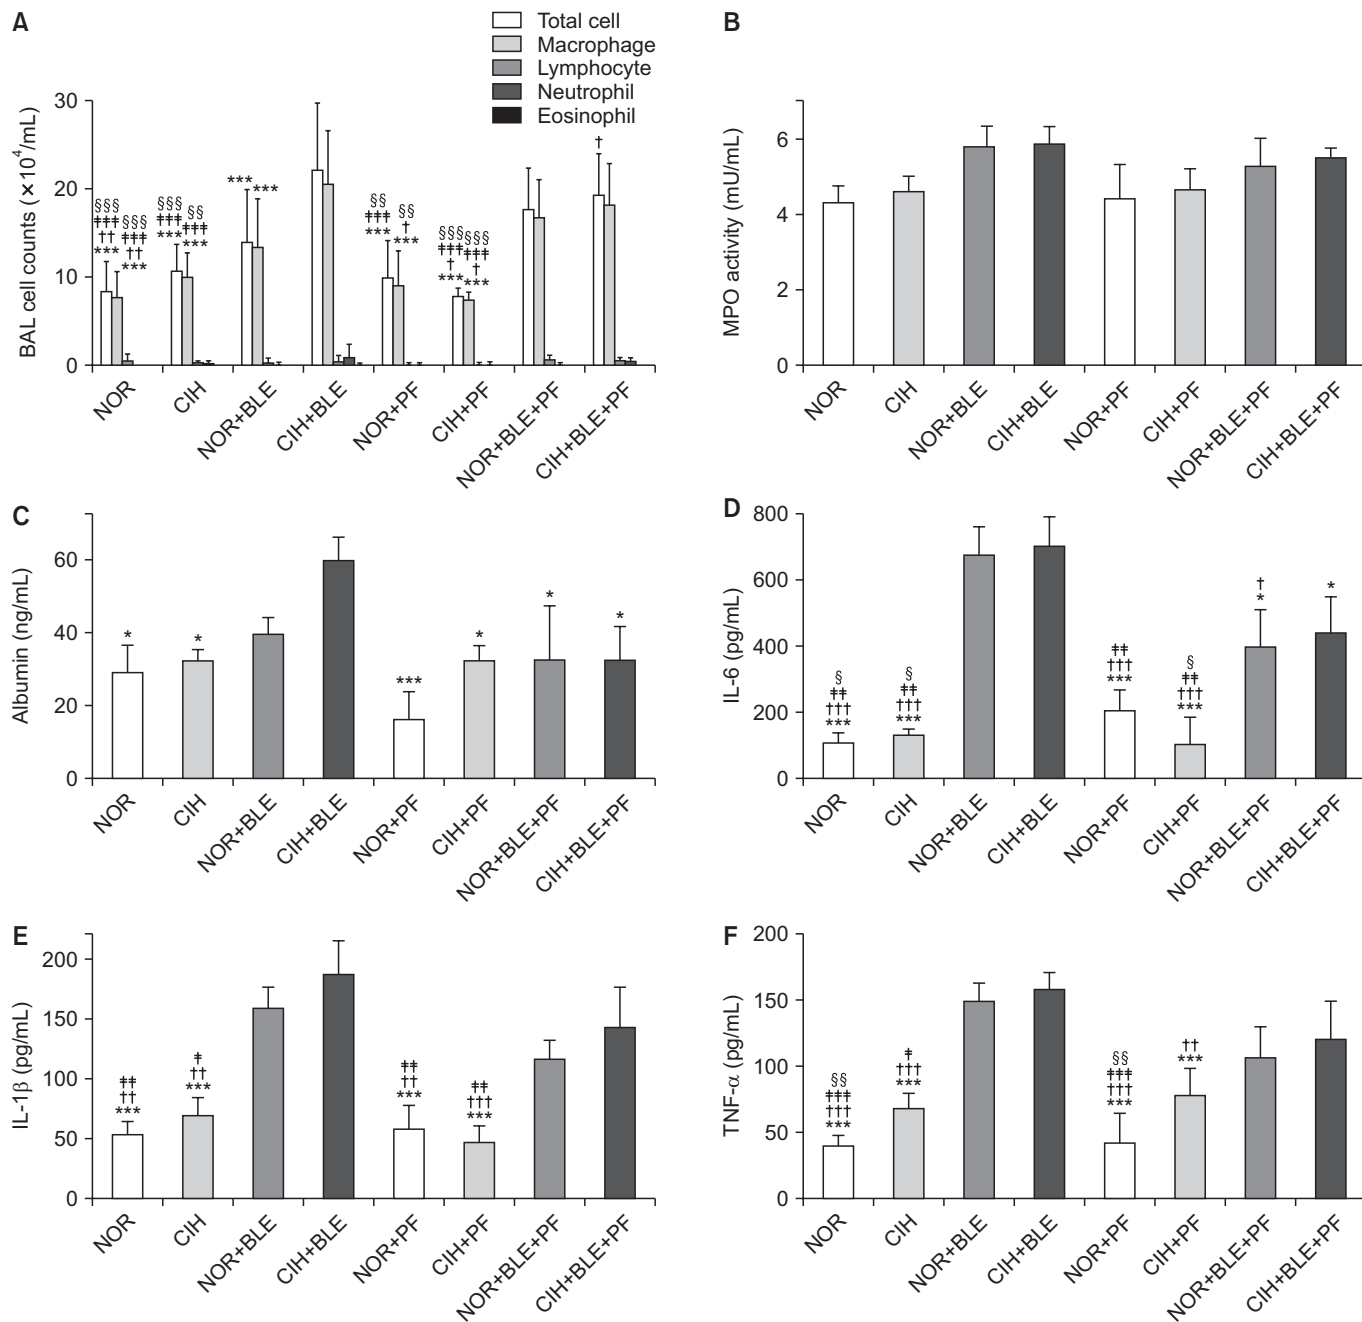 A
Total cell
Macrophage
Lymphocyte
Neutrophil
Eosinophil
BAL cell counts (×10⁴/mL)
30
20
10
0
§§§
‡‡‡
††
***
§§§
‡‡‡
††
***
§§§
‡‡‡
***
§§
‡‡‡
***
***
***
§§
‡‡‡
***
§§
†
***
§§§
‡‡‡
†
***
§§§
‡‡‡
†
***
†
NOR
CIH
NOR+BLE
CIH+BLE
NOR+PF
CIH+PF
NOR+BLE+PF
CIH+BLE+PF
B
MPO activity (mU/mL)
6
4
2
0
NOR
CIH
NOR+BLE
CIH+BLE
NOR+PF
CIH+PF
NOR+BLE+PF
CIH+BLE+PF
C
Albumin (ng/mL)
60
40
20
0
*
*
***
*
*
*
NOR
CIH
NOR+BLE
CIH+BLE
NOR+PF
CIH+PF
NOR+BLE+PF
CIH+BLE+PF
D
IL-6 (pg/mL)
800
600
400
200
0
§
‡‡
†††
***
§
‡‡
†††
***
‡‡
†††
***
§
‡‡
†††
***
†
*
*
NOR
CIH
NOR+BLE
CIH+BLE
NOR+PF
CIH+PF
NOR+BLE+PF
CIH+BLE+PF
E
IL-1β (pg/mL)
200
150
100
50
0
‡‡
††
***
‡
††
***
‡‡
††
***
‡‡
†††
***
NOR
CIH
NOR+BLE
CIH+BLE
NOR+PF
CIH+PF
NOR+BLE+PF
CIH+BLE+PF
F
TNF-α (pg/mL)
200
150
100
50
0
§§
‡‡‡
†††
***
‡
†††
***
§§
‡‡‡
†††
***
††
***
NOR
CIH
NOR+BLE
CIH+BLE
NOR+PF
CIH+PF
NOR+BLE+PF
CIH+BLE+PF